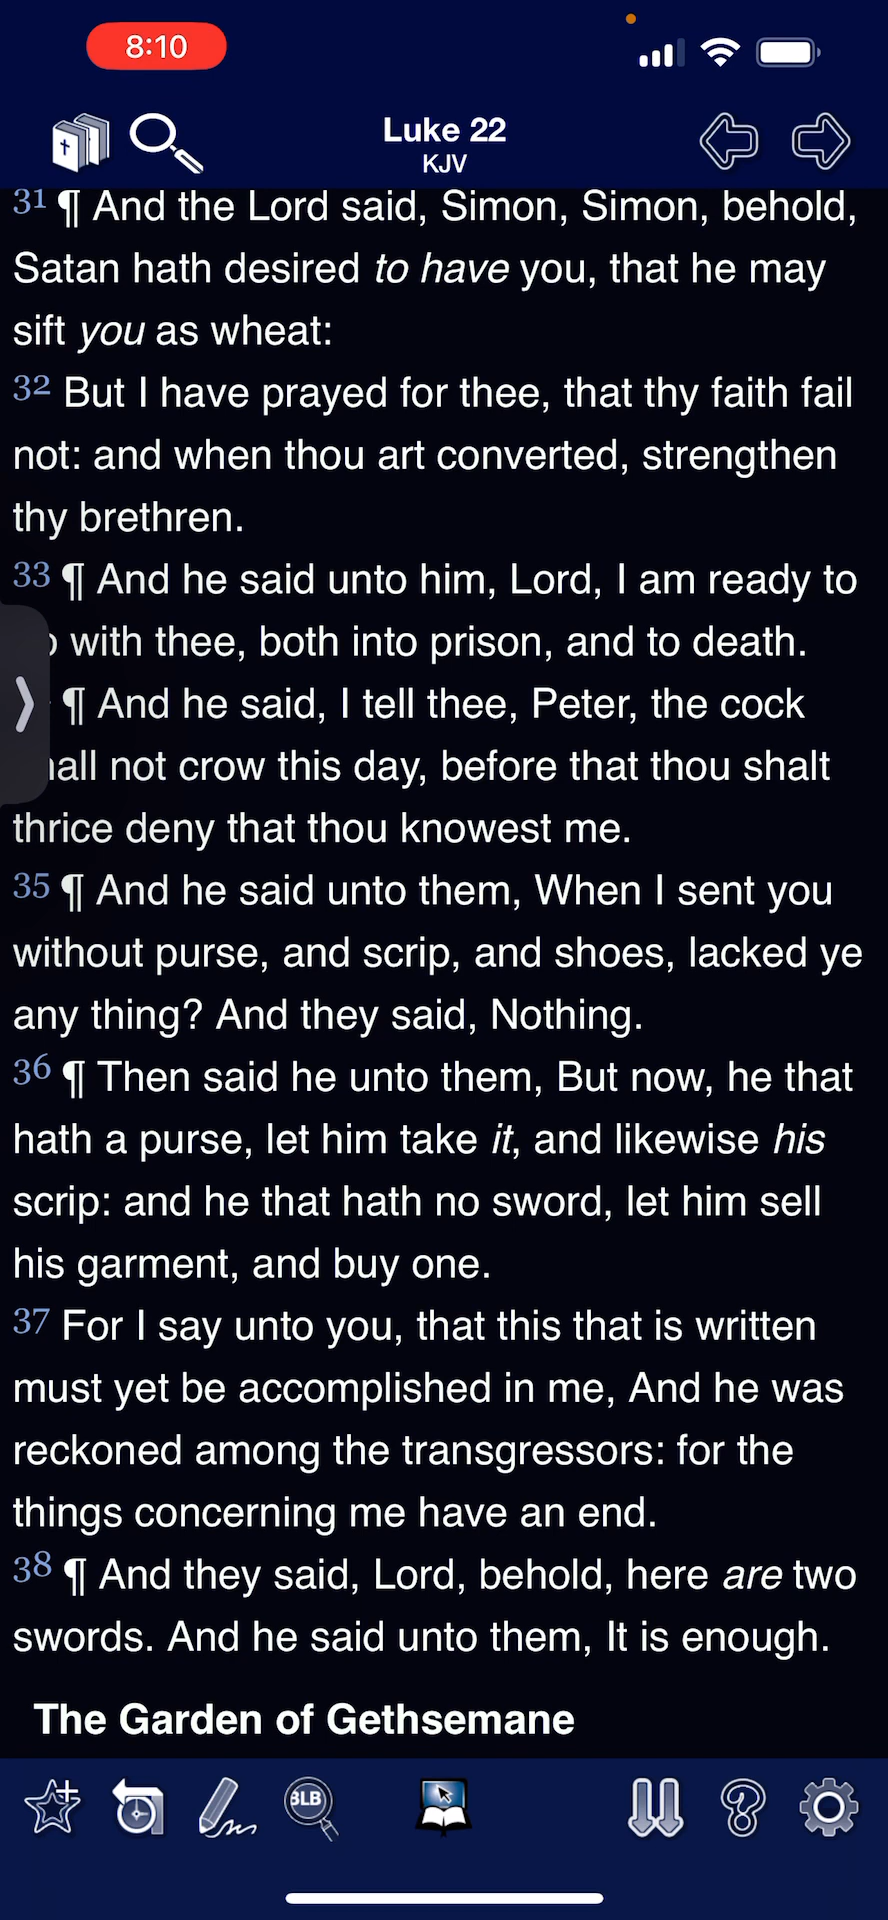 8:10
Luke 22
KJV
31 ¶ And the Lord said, Simon, Simon, behold,
Satan hath desired to have you, that he may
sift you as wheat:
32 But I have prayed for thee, that thy faith fail
not: and when thou art converted, strengthen
thy brethren.
33 ¶ And he said unto him, Lord, I am ready to
with thee, both into prison, and to death.
¶ And he said, I tell thee, Peter, the cock
hall not crow this day, before that thou shalt
thrice deny that thou knowest me.
35 ¶ And he said unto them, When I sent you
without purse, and scrip, and shoes, lacked ye
any thing? And they said, Nothing.
36 ¶ Then said he unto them, But now, he that
hath a purse, let him take it, and likewise his
scrip: and he that hath no sword, let him sell
his garment, and buy one.
37 For I say unto you, that this that is written
must yet be accomplished in me, And he was
reckoned among the transgressors: for the
things concerning me have an end.
38 ¶ And they said, Lord, behold, here are two
swords. And he said unto them, It is enough.
The Garden of Gethsemane
BLB